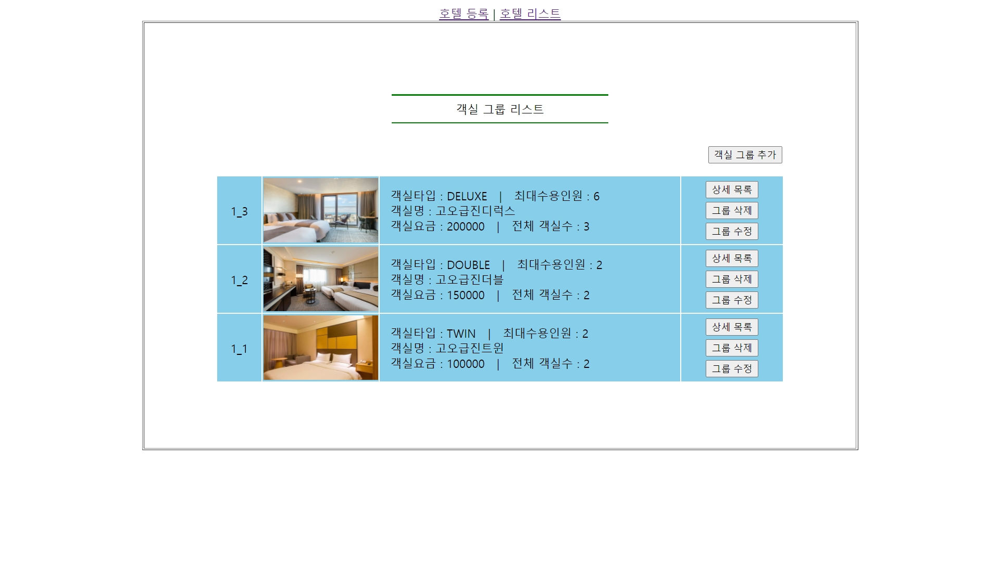 호텔 등록 | 호텔 리스트
객실 그룹 리스트
객실 그룹 추가
1_3
객실타입 : DELUXE | 최대수용인원 : 6
객실명 : 고오급진디럭스
객실요금 : 200000 | 전체 객실수 : 3
상세 목록
그룹 삭제
그룹 수정
1_2
객실타입 : DOUBLE | 최대수용인원 : 2
객실명 : 고오급진더블
객실요금 : 150000 | 전체 객실수 : 2
상세 목록
그룹 삭제
그룹 수정
1_1
객실타입 : TWIN | 최대수용인원 : 2
객실명 : 고오급진트윈
객실요금 : 100000 | 전체 객실수 : 2
상세 목록
그룹 삭제
그룹 수정